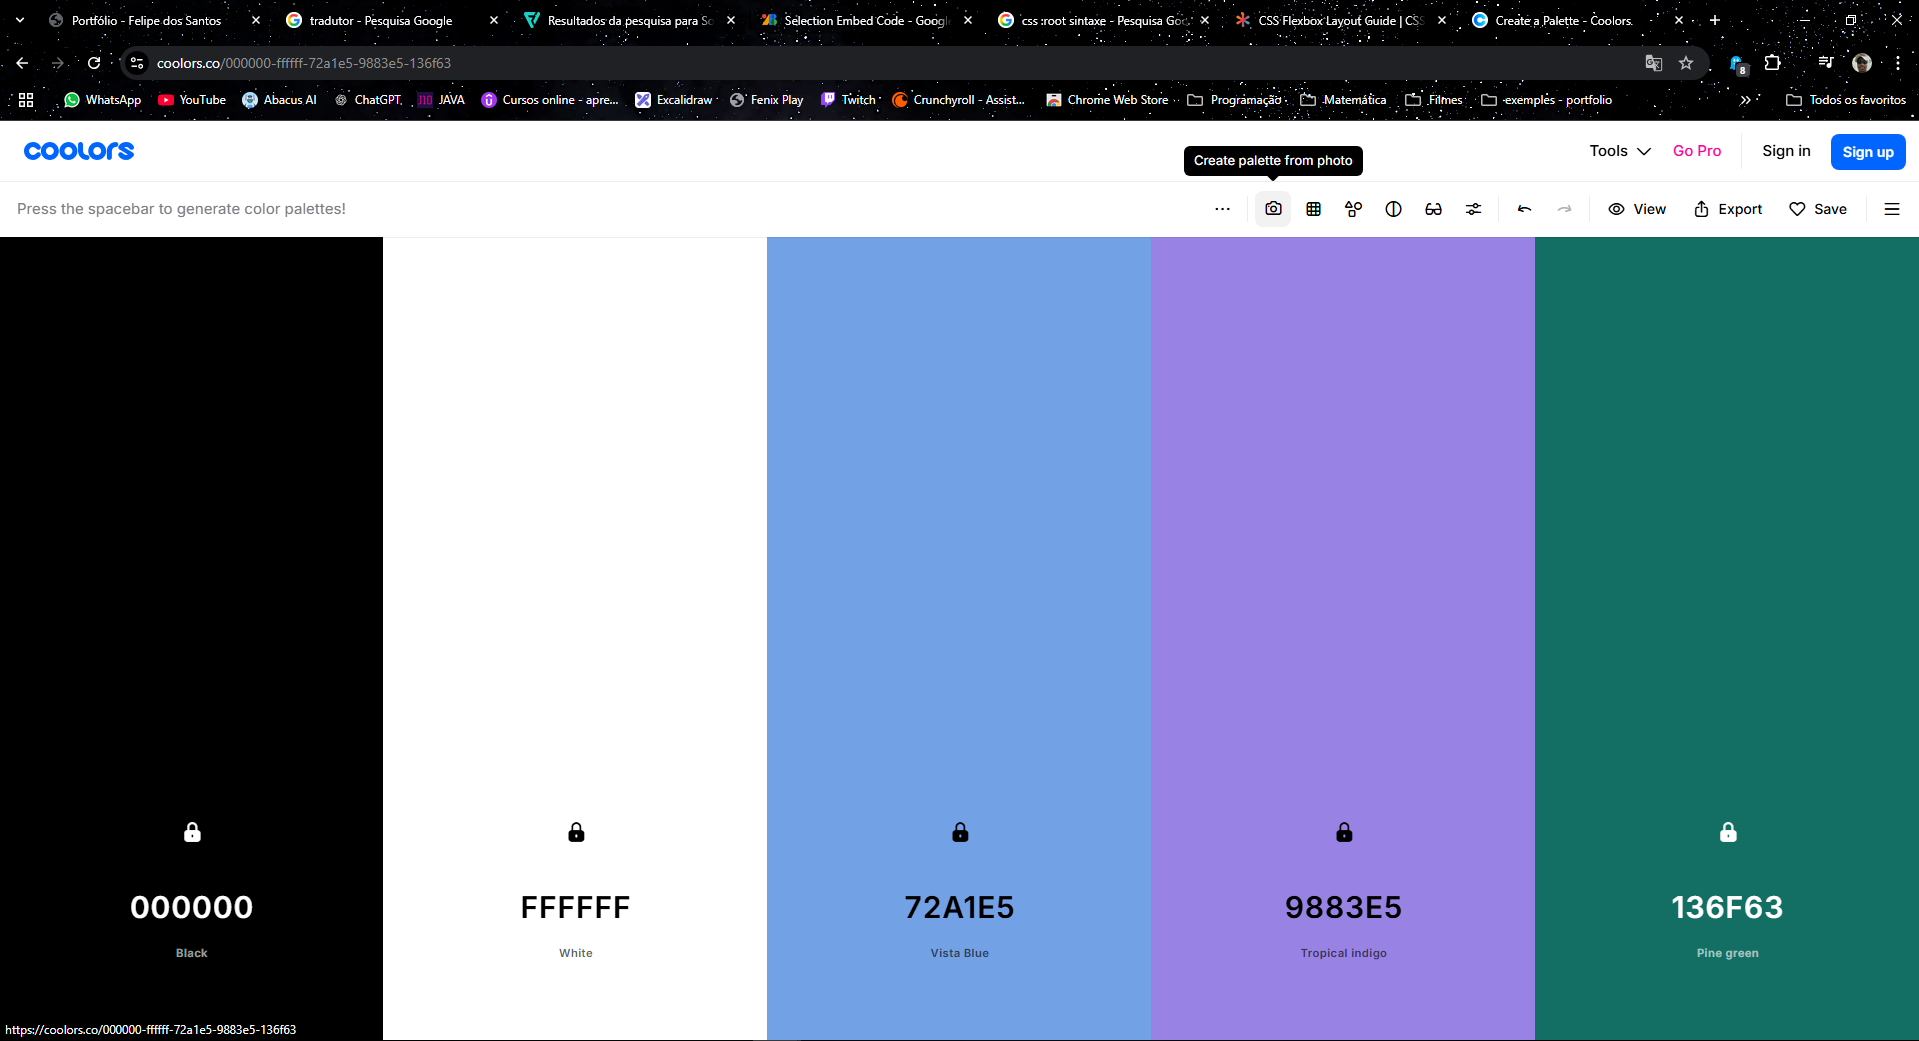 Portfólio - Felipe dos Santos
tradutor - Pesquisa Google
Resultados da pesquisa para So
Selection Embed Code - Googl
css :root sintaxe - Pesquisa Goo
CSS Flexbox Layout Guide | CSS
Create a Palette - Coolors
coolors.co/000000-ffffff-72a1e5-9883e5-136f63
8
WhatsApp
YouTube
Abacus AI
ChatGPT
JAVA
Cursos online - apre...
Excalidraw
Fenix Play
Twitch
Crunchyroll - Assist...
Chrome Web Store
Programação
Matemática
Filmes
exemples - portfolio
Todos os favoritos
coolors
Create palette from photo
Tools
Go Pro
Sign in
Sign up
Press the spacebar to generate color palettes!
View
Export
Save
000000
Black
FFFFFF
White
72A1E5
Vista Blue
9883E5
Tropical indigo
136F63
Pine green
https://coolors.co/000000-ffffff-72a1e5-9883e5-136f63